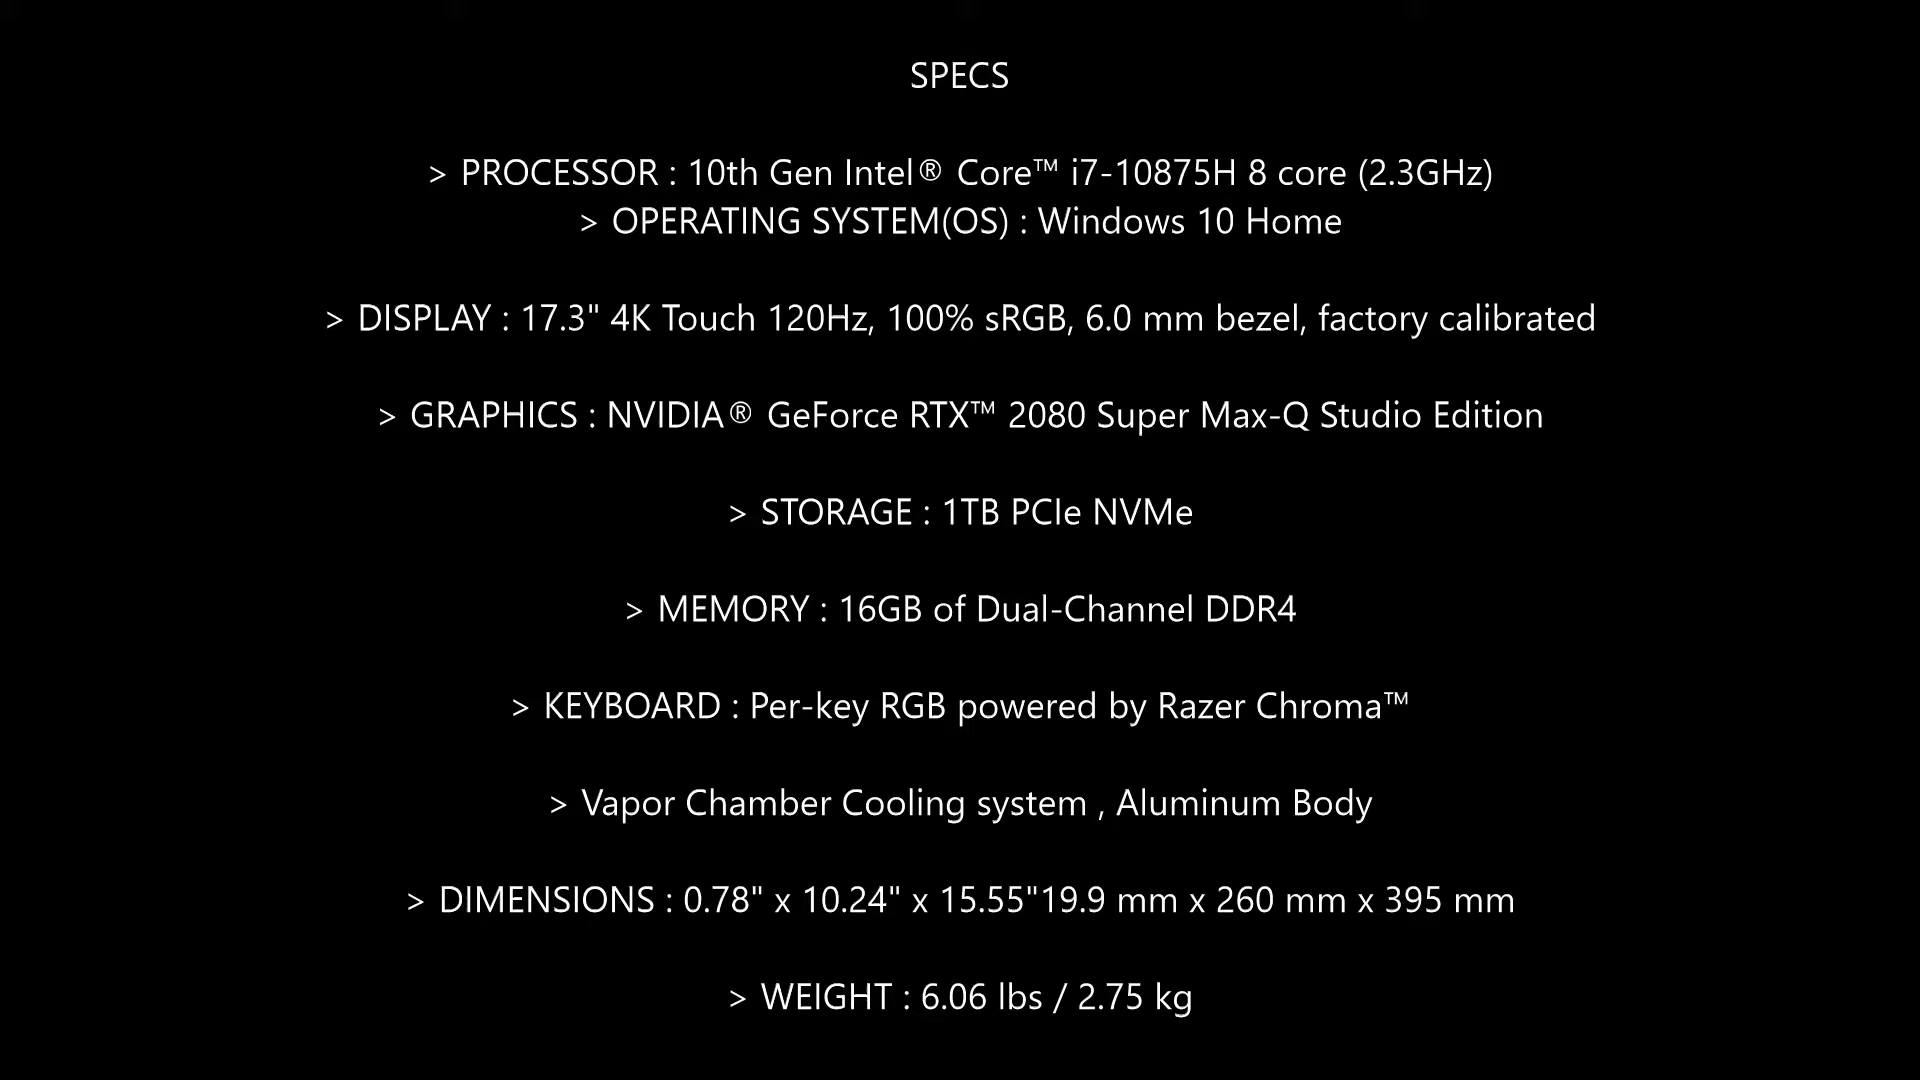 SPECS
> PROCESSOR : 10th Gen Intel® Core™ i7-10875H 8 core (2.3GHz)
> OPERATING SYSTEM(OS) : Windows 10 Home
> DISPLAY : 17.3" 4K Touch 120Hz, 100% sRGB, 6.0 mm bezel, factory calibrated
> GRAPHICS : NVIDIA® GeForce RTX™ 2080 Super Max-Q Studio Edition
> STORAGE : 1TB PCIe NVMe
> MEMORY : 16GB of Dual-Channel DDR4
> KEYBOARD : Per-key RGB powered by Razer Chroma™
> Vapor Chamber Cooling system , Aluminum Body
> DIMENSIONS : 0.78" x 10.24" x 15.55"19.9 mm x 260 mm x 395 mm
> WEIGHT : 6.06 lbs / 2.75 kg